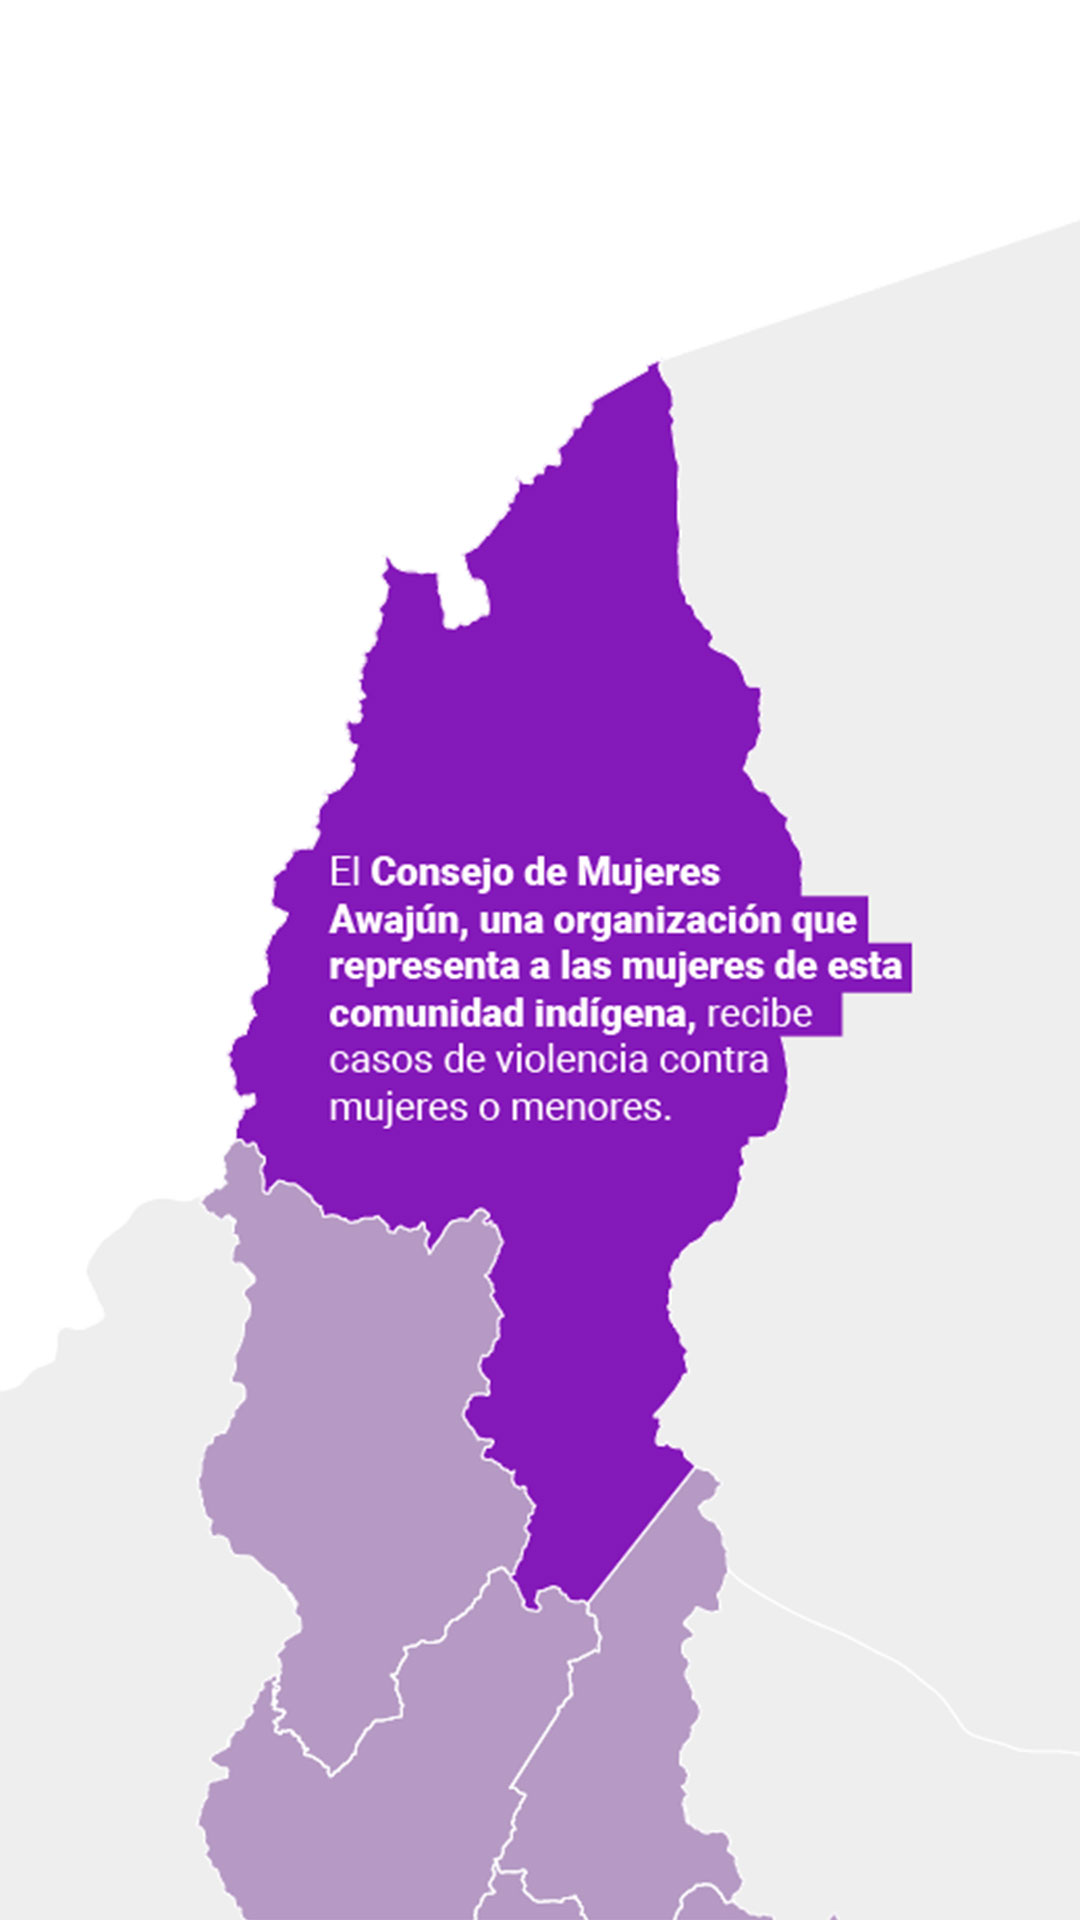 El Consejo de Mujeres
Awajún, una organización que
representa a las mujeres de esta
comunidad indígena, recibe
casos de violencia contra
mujeres o menores.